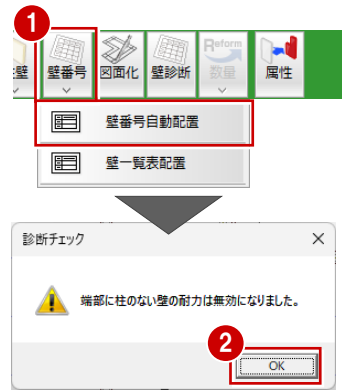 1
壁 壁番号 図面化 壁診断 Reform 数量 属性
壁番号自動配置
壁一覧表配置
診断チェック
端部に柱のない壁の耐力は無効になりました。
2
OK